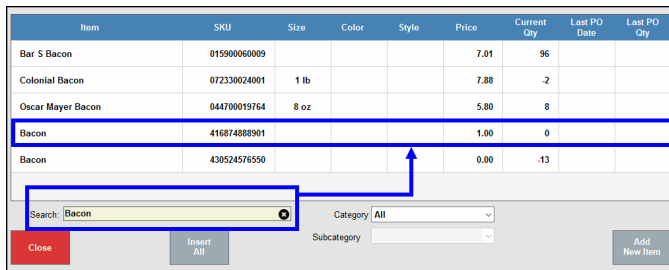 Item SKU Size Color Style Price Current Qty Last PO Date Last PO Qty
Bar S Bacon 015900060009 7.01 96
Colonial Bacon 072330024001 1 lb 7.88 -2
Oscar Mayer Bacon 044700019764 8 oz 5.80 8
Bacon 416874888901 1.00 0
Bacon 430524576550 0.00 -13
Search: Bacon Category All
Subcategory
Close Insert All Add New Item